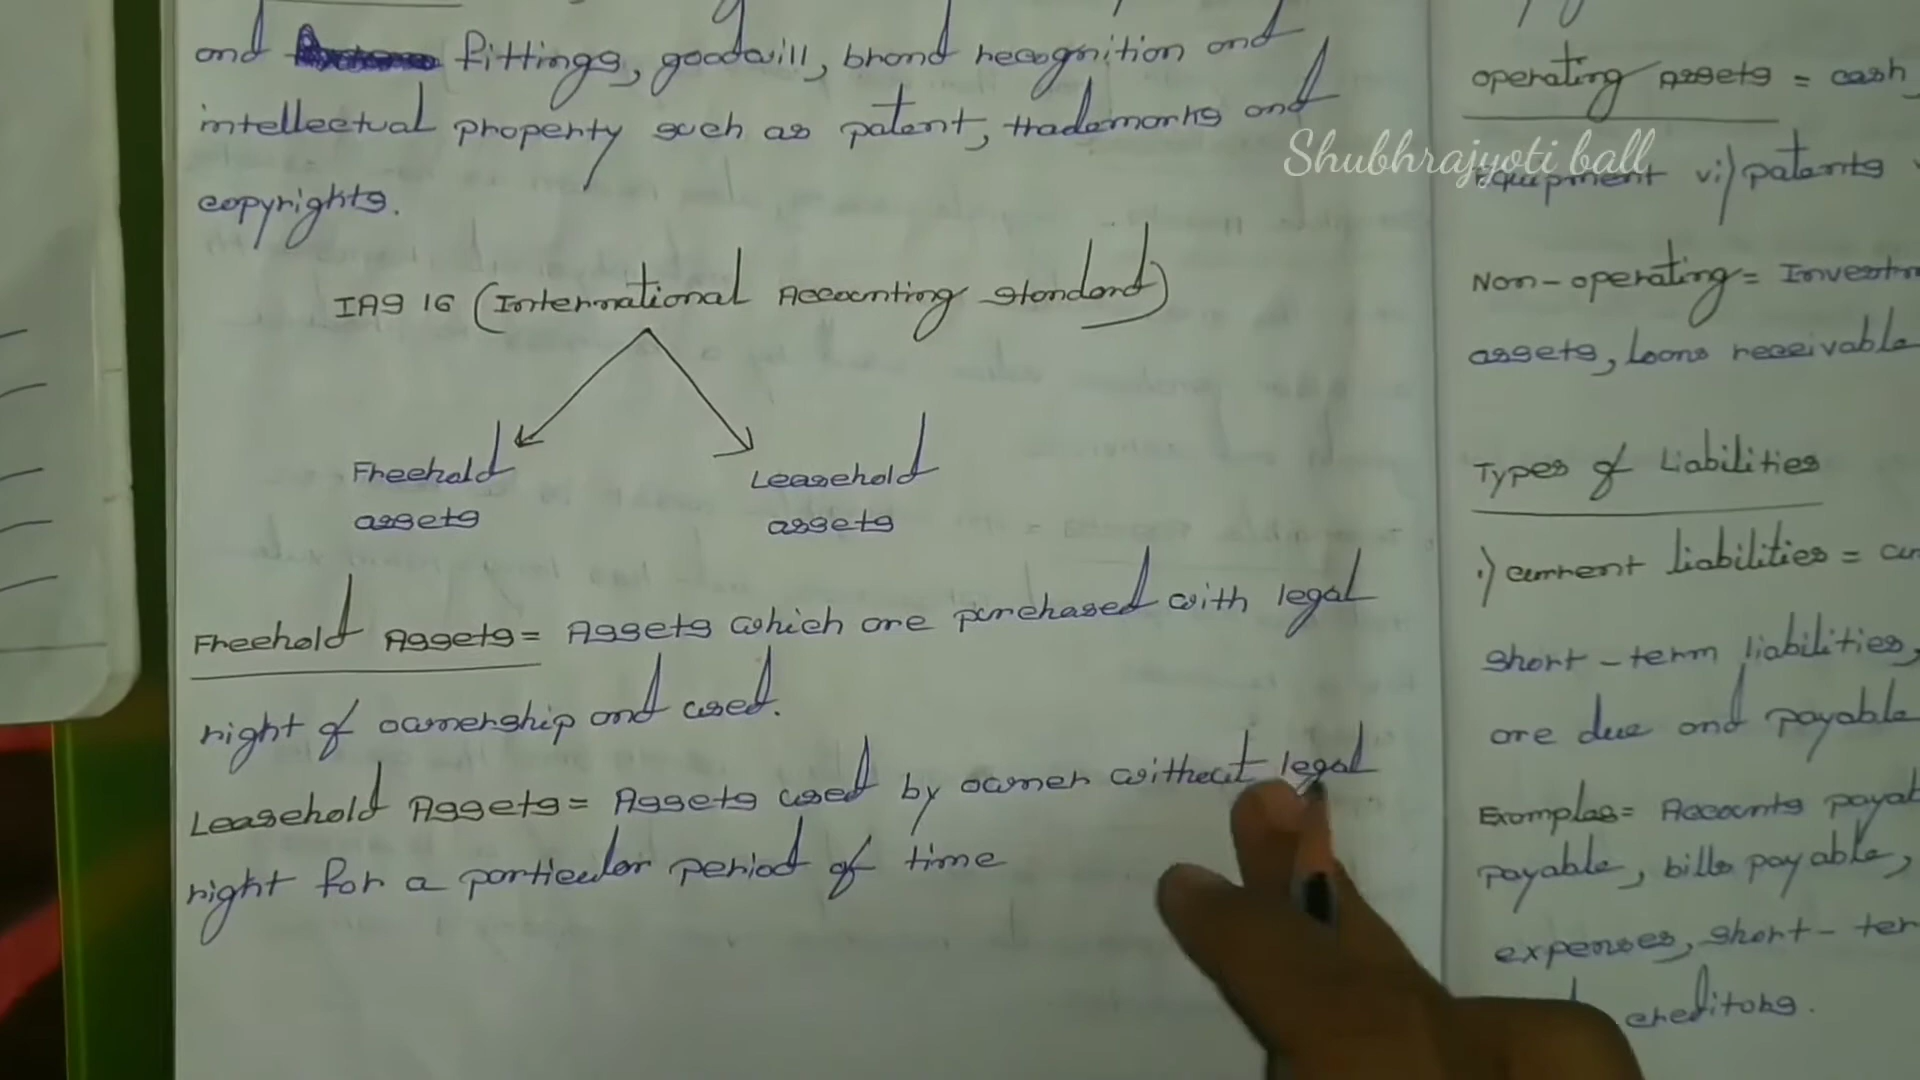 and fittings, goodwill, brand recognition and
intellectual property such as patent, trademarks and
copyrights.
IAS 16 (International Accounting standard)
Freehold assets
Leasehold assets
Freehold Assets = Assets which are purchased with legal
right of ownership and used.
Leasehold Assets = Assets used by owner without legal
right for a particular period of time
Shubhrajyoti ball
operating Assets = cash,
equipment vi) patents
Non-operating = Investm
assets, Loans receivable
Types of Liabilities
i) current liabilities = cur
short-term liabilities,
are due and payable
Examples = Accounts payab
payable, bills payable,
expenses, short-ter
creditors.